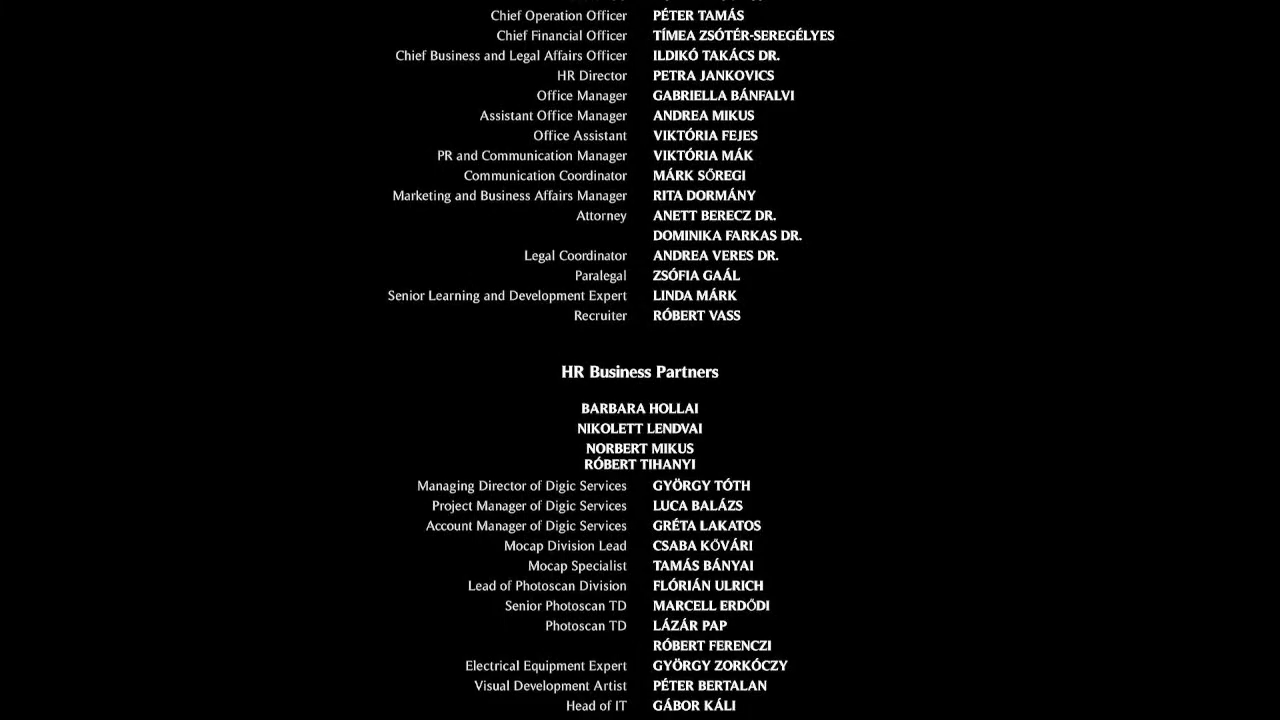 Chief Operation Officer PÉTER TAMÁS
Chief Financial Officer TÍMEA ZSÓTÉR-SEREGÉLYES
Chief Business and Legal Affairs Officer ILDIKÓ TAKÁCS DR.
HR Director PETRA JANKOVICS
Office Manager GABRIELLA BÁNFALVI
Assistant Office Manager ANDREA MIKUS
Office Assistant VIKTÓRIA FEJES
PR and Communication Manager VIKTÓRIA MÁK
Communication Coordinator MÁRK SŐREGI
Marketing and Business Affairs Manager RITA DORMÁNY
Attorney ANETT BERECZ DR.
DOMINIKA FARKAS DR.
Legal Coordinator ANDREA VERES DR.
Paralegal ZSÓFIA GAÁL
Senior Learning and Development Expert LINDA MÁRK
Recruiter RÓBERT VASS
HR Business Partners
BARBARA HOLLAI
NIKOLETT LENDVAI
NORBERT MIKUS
RÓBERT TIHANYI
Managing Director of Digic Services GYÖRGY TÓTH
Project Manager of Digic Services LUCA BALÁZS
Account Manager of Digic Services GRÉTA LAKATOS
Mocap Division Lead CSABA KŐVÁRI
Mocap Specialist TAMÁS BÁNYAI
Lead of Photoscan Division FLÓRIÁN ULRICH
Senior Photoscan TD MARCELL ERDŐDI
Photoscan TD LÁZÁR PAP
RÓBERT FERENCZI
Electrical Equipment Expert GYÖRGY ZORKÓCZY
Visual Development Artist PÉTER BERTALAN
Head of IT GÁBOR KÁLI